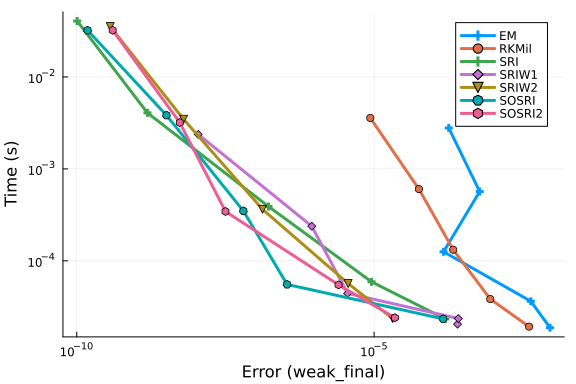 EM
RKMil
SRI
SRIW1
SRIW2
SOSRI
SOSRI2
10⁻²
10⁻³
10⁻⁴
Time (s)
10⁻¹⁰
10⁻⁵
Error (weak_final)